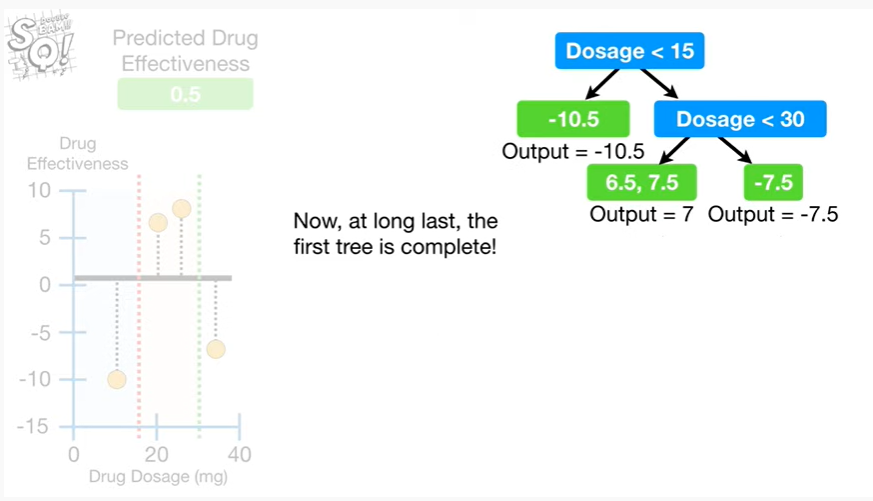 SQ!
Predicted Drug
Effectiveness
0.5
Drug
Effectiveness
10
5
0
-5
-10
-15
0
20
40
Drug Dosage (mg)
Now, at long last, the
first tree is complete!
Dosage < 15
-10.5
Output = -10.5
Dosage < 30
6.5, 7.5
Output = 7
-7.5
Output = -7.5